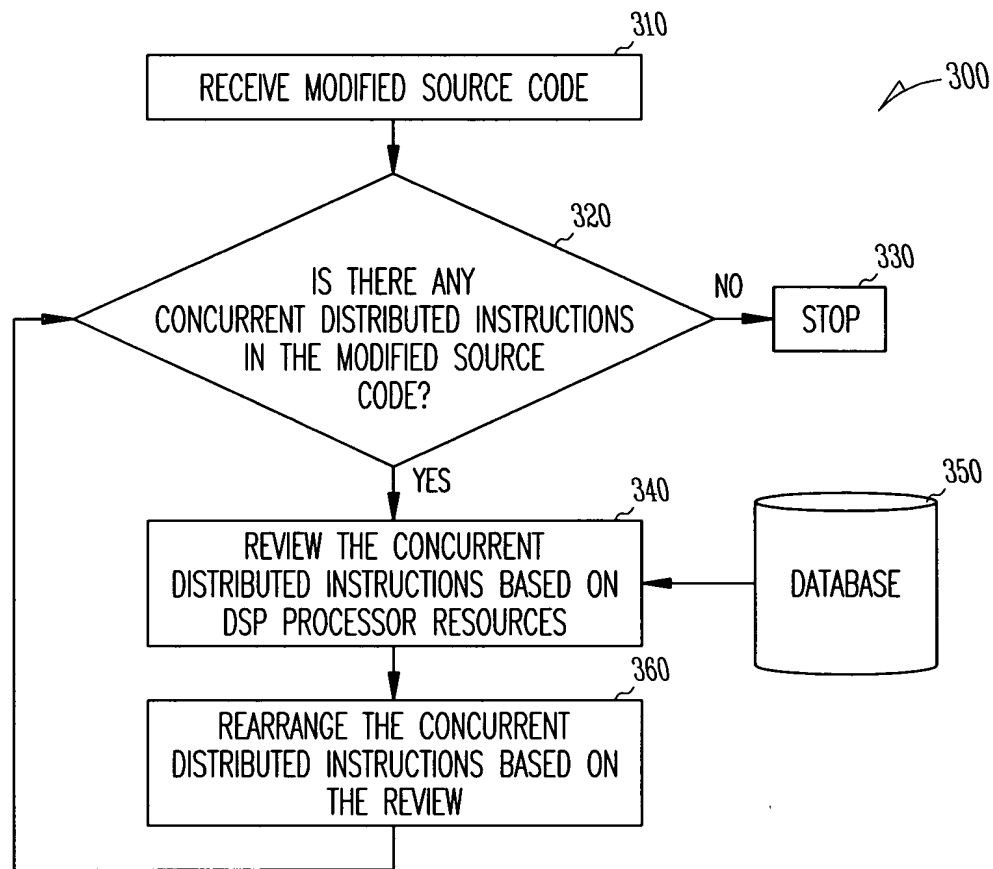 310
RECEIVE MODIFIED SOURCE CODE
300
320
IS THERE ANY
CONCURRENT DISTRIBUTED INSTRUCTIONS
IN THE MODIFIED SOURCE
CODE?
NO
330
STOP
YES
340
REVIEW THE CONCURRENT
DISTRIBUTED INSTRUCTIONS BASED ON
DSP PROCESSOR RESOURCES
350
DATABASE
360
REARRANGE THE CONCURRENT
DISTRIBUTED INSTRUCTIONS BASED ON
THE REVIEW